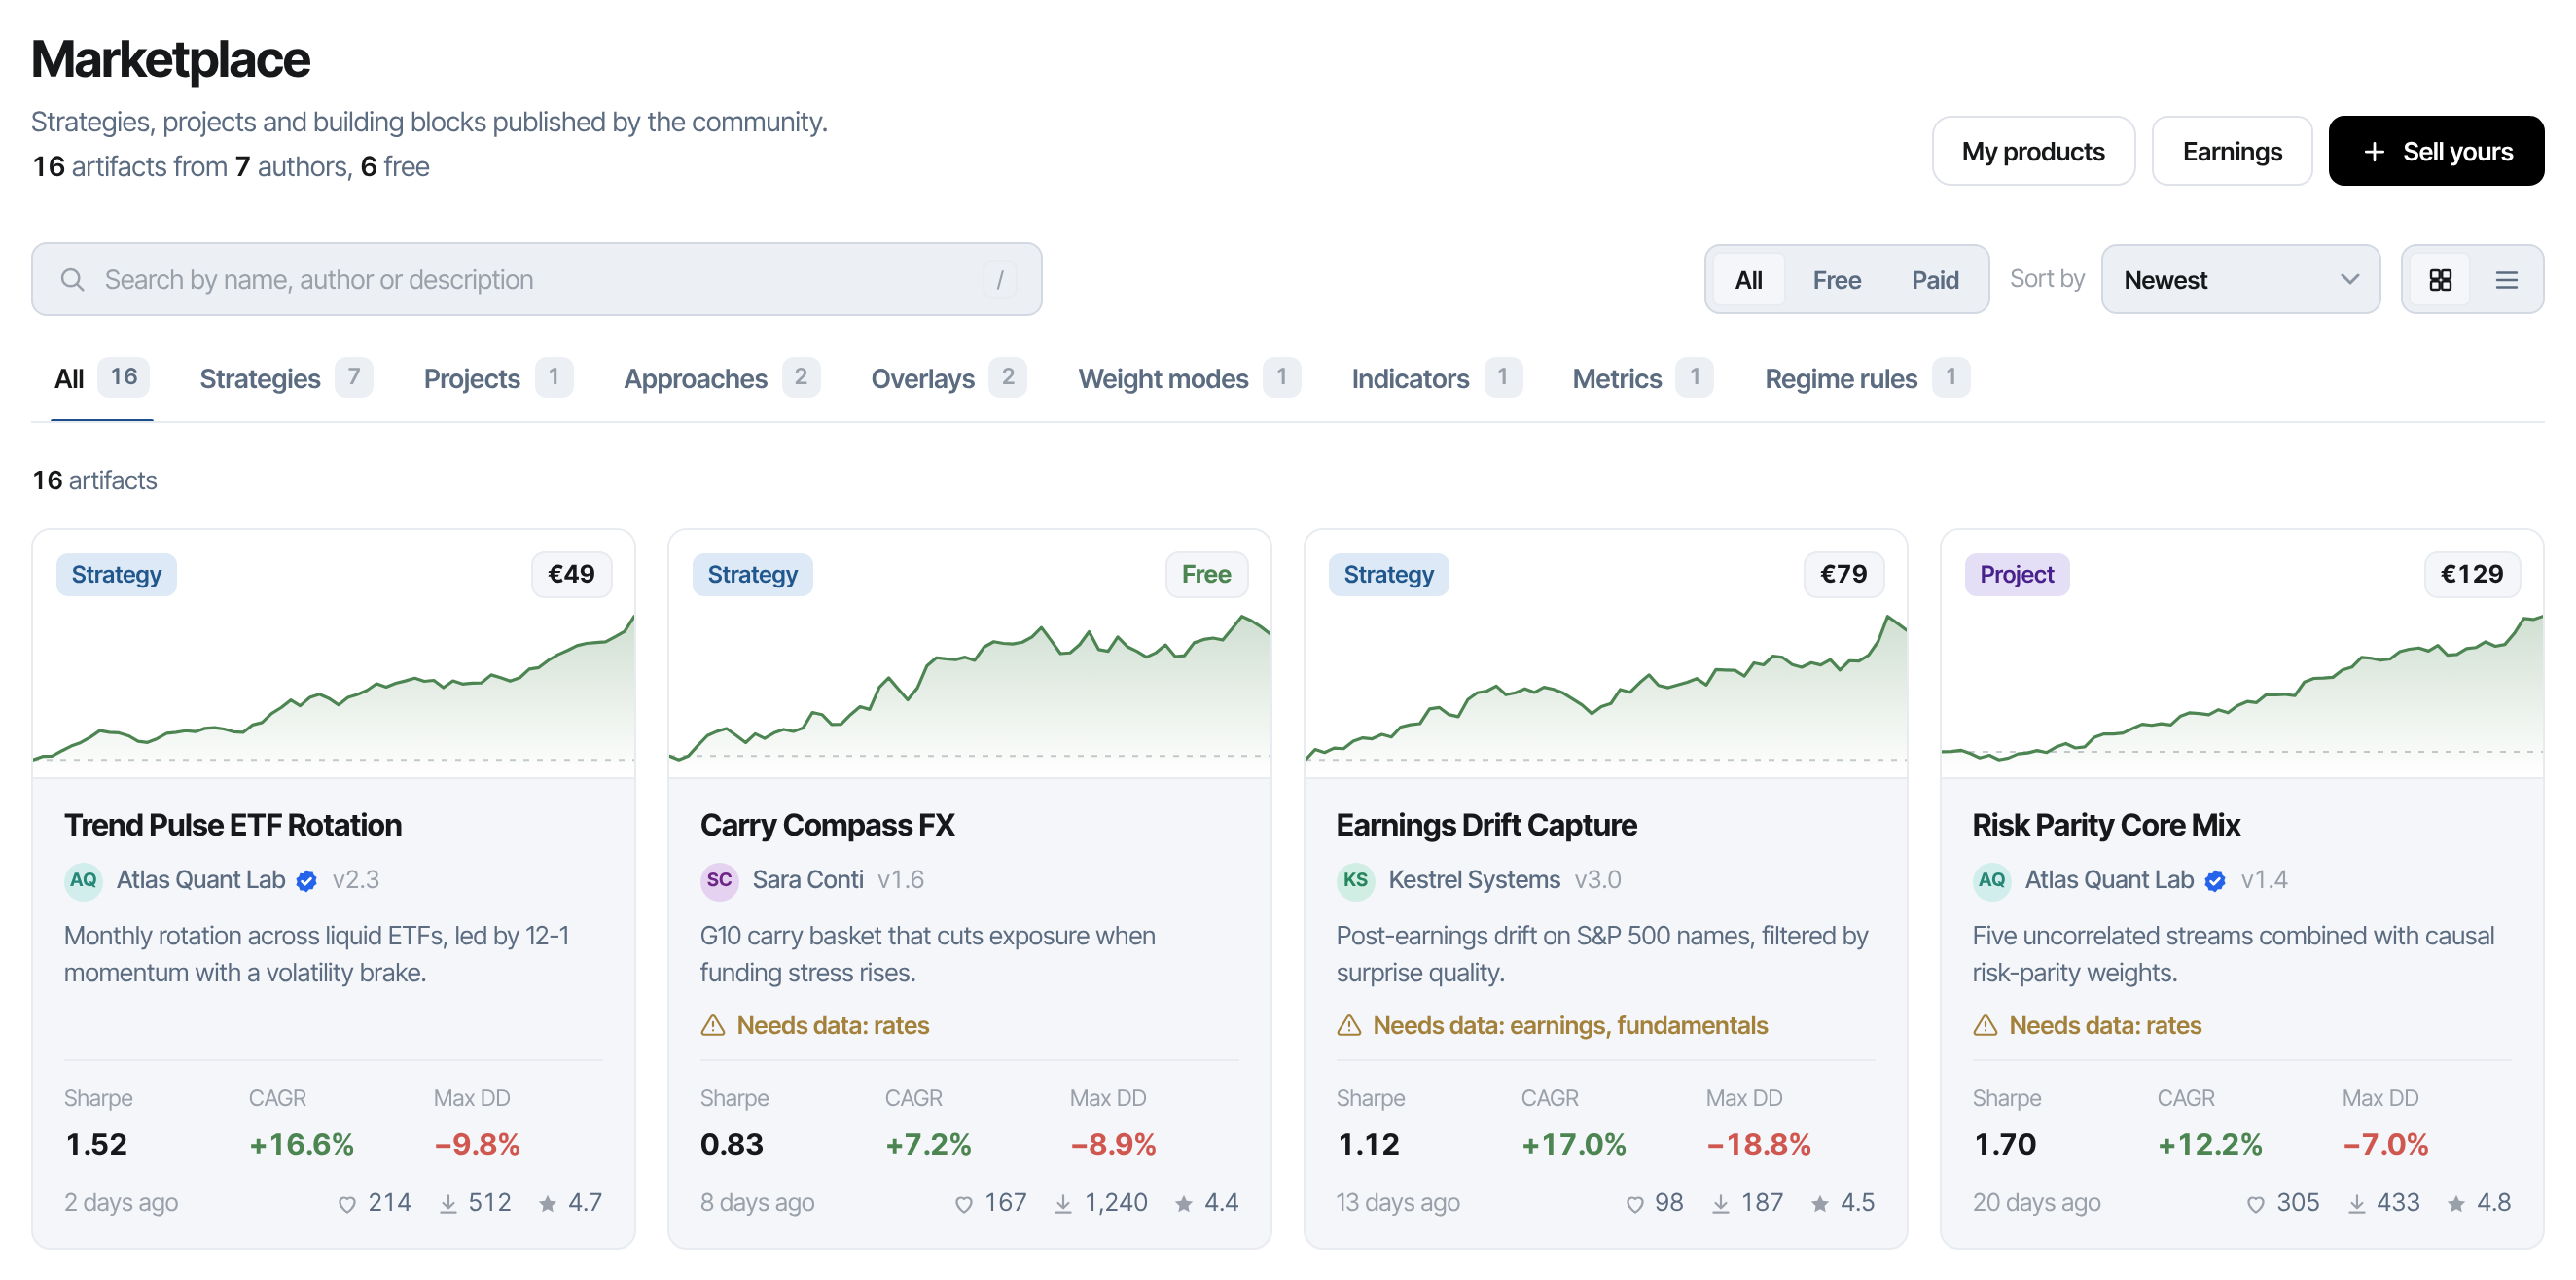 Marketplace
Strategies, projects and building blocks published by the community.
16 artifacts from 7 authors, 6 free
My products
Earnings
+ Sell yours
Search by name, author or description
/
All
Free
Paid
Sort by
Newest
All 16
Strategies 7
Projects 1
Approaches 2
Overlays 2
Weight modes 1
Indicators 1
Metrics 1
Regime rules 1
16 artifacts
Strategy
€49
Trend Pulse ETF Rotation
AQ Atlas Quant Lab v2.3
Monthly rotation across liquid ETFs, led by 12-1
momentum with a volatility brake.
Sharpe CAGR Max DD
1.52 +16.6% −9.8%
2 days ago 214 512 4.7
Strategy
Free
Carry Compass FX
SC Sara Conti v1.6
G10 carry basket that cuts exposure when
funding stress rises.
Needs data: rates
Sharpe CAGR Max DD
0.83 +7.2% −8.9%
8 days ago 167 1,240 4.4
Strategy
€79
Earnings Drift Capture
KS Kestrel Systems v3.0
Post-earnings drift on S&P 500 names, filtered by
surprise quality.
Needs data: earnings, fundamentals
Sharpe CAGR Max DD
1.12 +17.0% −18.8%
13 days ago 98 187 4.5
Project
€129
Risk Parity Core Mix
AQ Atlas Quant Lab v1.4
Five uncorrelated streams combined with causal
risk-parity weights.
Needs data: rates
Sharpe CAGR Max DD
1.70 +12.2% −7.0%
20 days ago 305 433 4.8